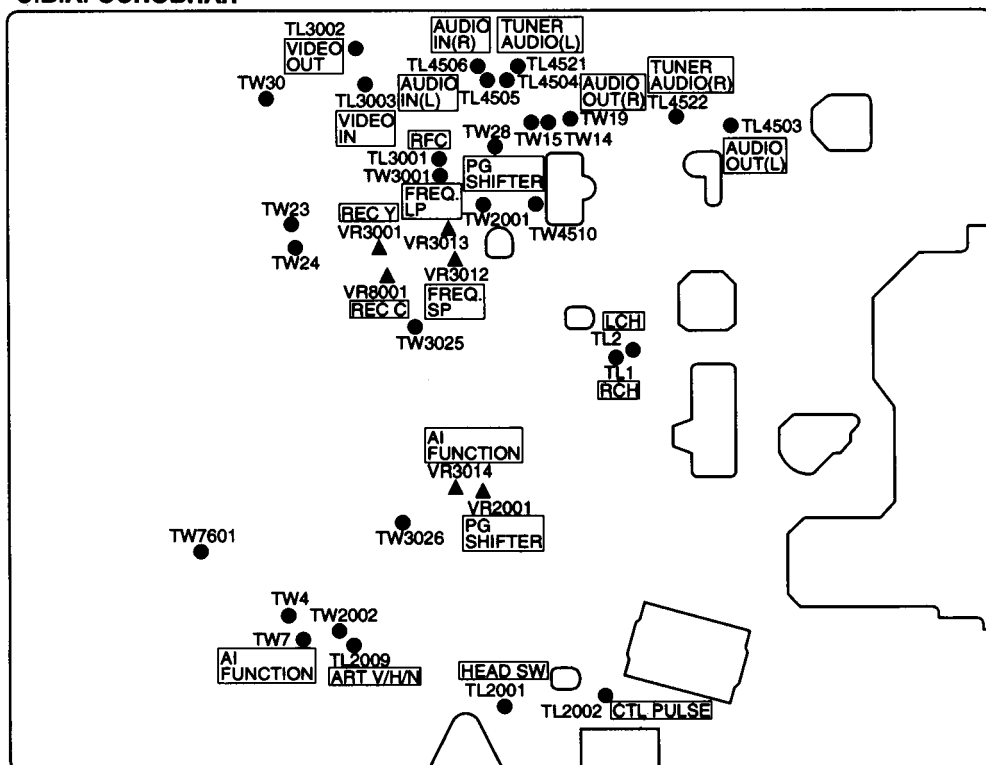 TL3002
VIDEO
OUT
TW30
TL3003
VIDEO
IN
AUDIO
IN(R)
TUNER
AUDIO(L)
TL4506
TL4521
AUDIO
IN(L)
TL4505
TL4504
AUDIO
OUT(R)
TUNER
AUDIO(R)
TL4522
TW19
TW15
TW14
TL4503
AUDIO
OUT(L)
RFC
TL3001
TW3001
TW28
PG
SHIFTER
FREQ.
LP
TW2001
TW4510
TW23
TW24
REC Y
VR3001
VR3013
VR3012
FREQ.
SP
VR8001
REC C
TW3025
LCH
TL2
TL1
RCH
AI
FUNCTION
VR3014
VR2001
PG
SHIFTER
TW3026
TW7601
TW4
TW2002
TW7
AI
FUNCTION
TL2009
ART V/H/N
HEAD SW
TL2001
TL2002
CTL PULSE